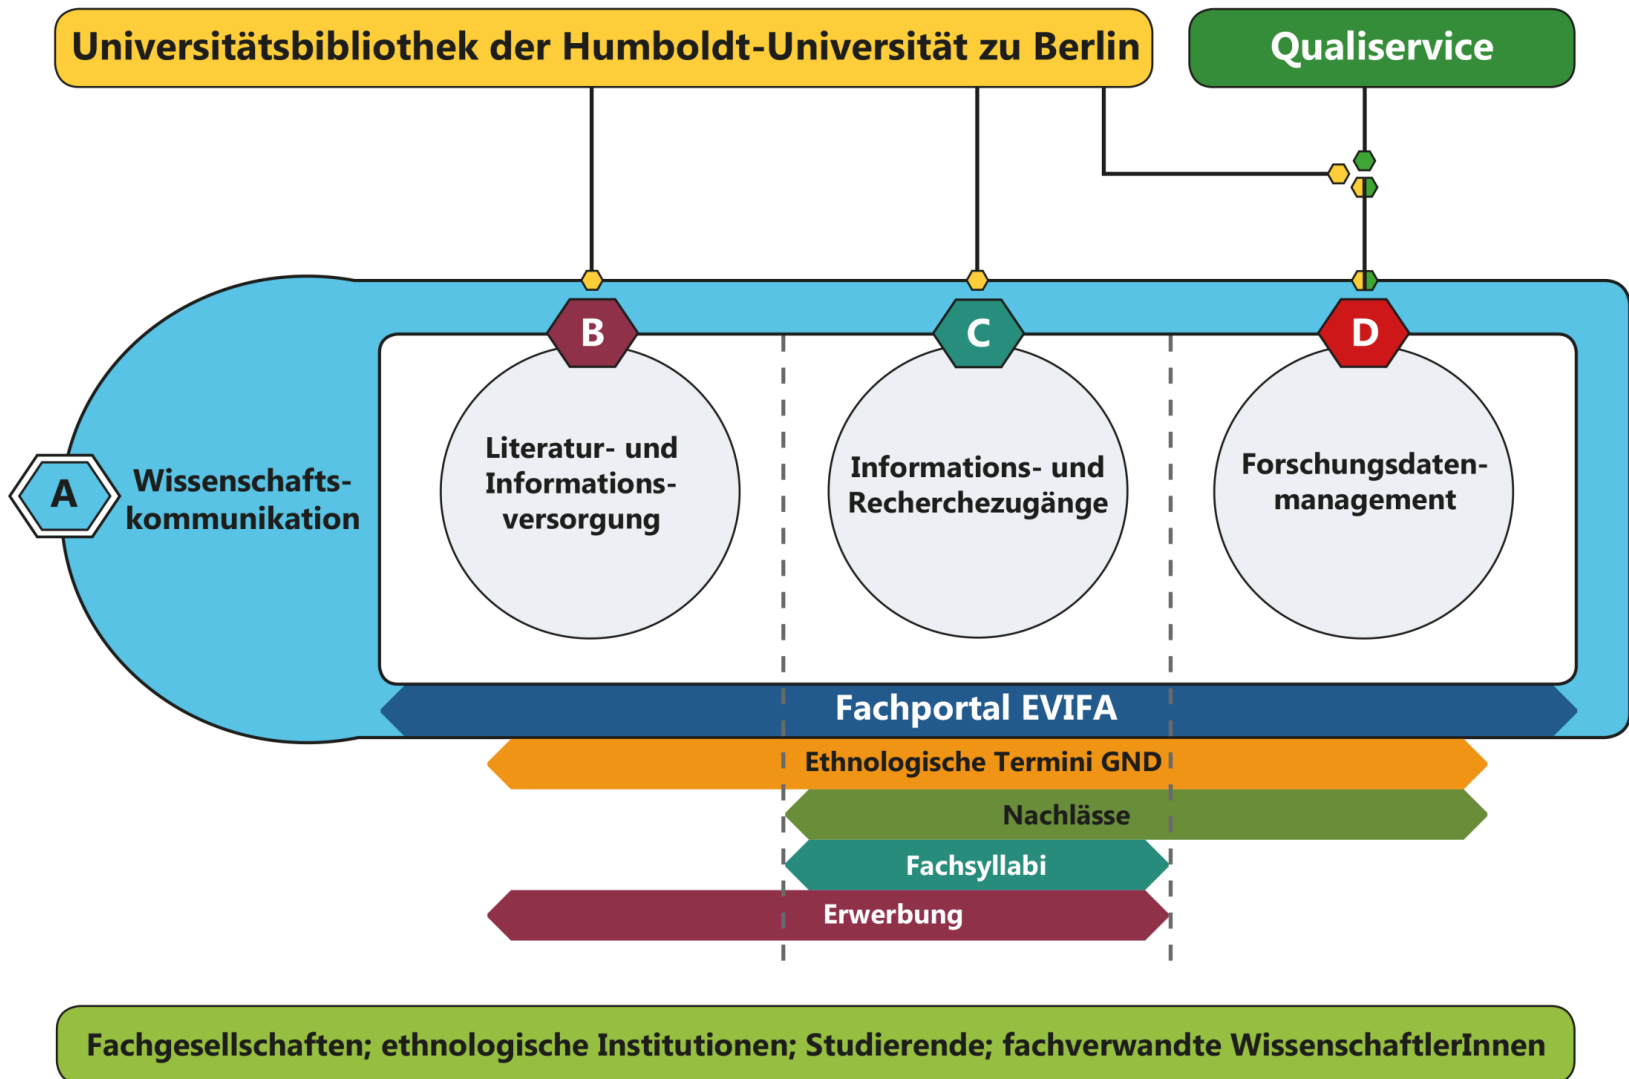 Universitätsbibliothek der Humboldt-Universität zu Berlin
Qualiservice
A
Wissenschafts-
kommunikation
B
Literatur- und
Informations-
versorgung
C
Informations- und
Recherchezugänge
D
Forschungsdaten-
management
Fachportal EVIFA
Ethnologische Termini GND
Nachlässe
Fachsyllabi
Erwerbung
Fachgesellschaften; ethnologische Institutionen; Studierende; fachverwandte WissenschaftlerInnen